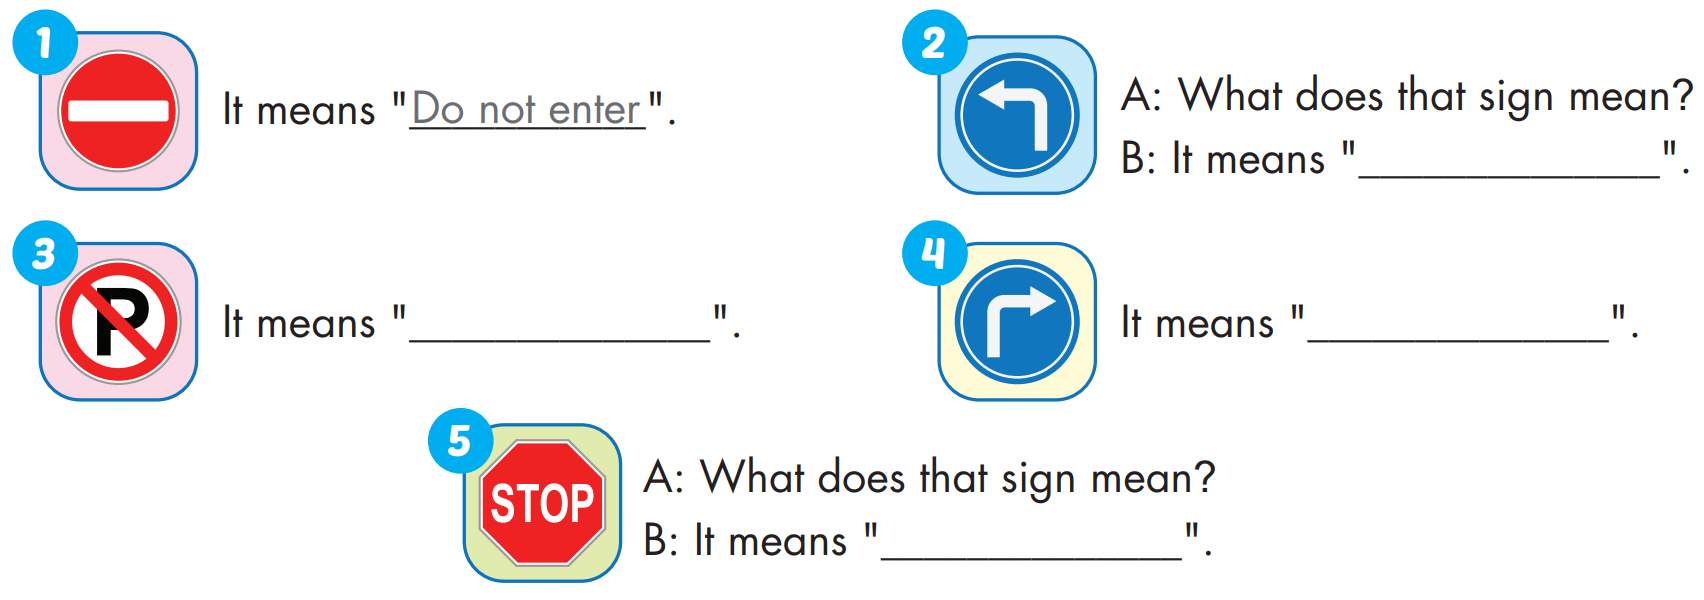 1
It means "Do not enter".
2
A: What does that sign mean?
B: It means "______________".
3
P
It means "______________".
4
It means "______________".
5
STOP
A: What does that sign mean?
B: It means "______________".